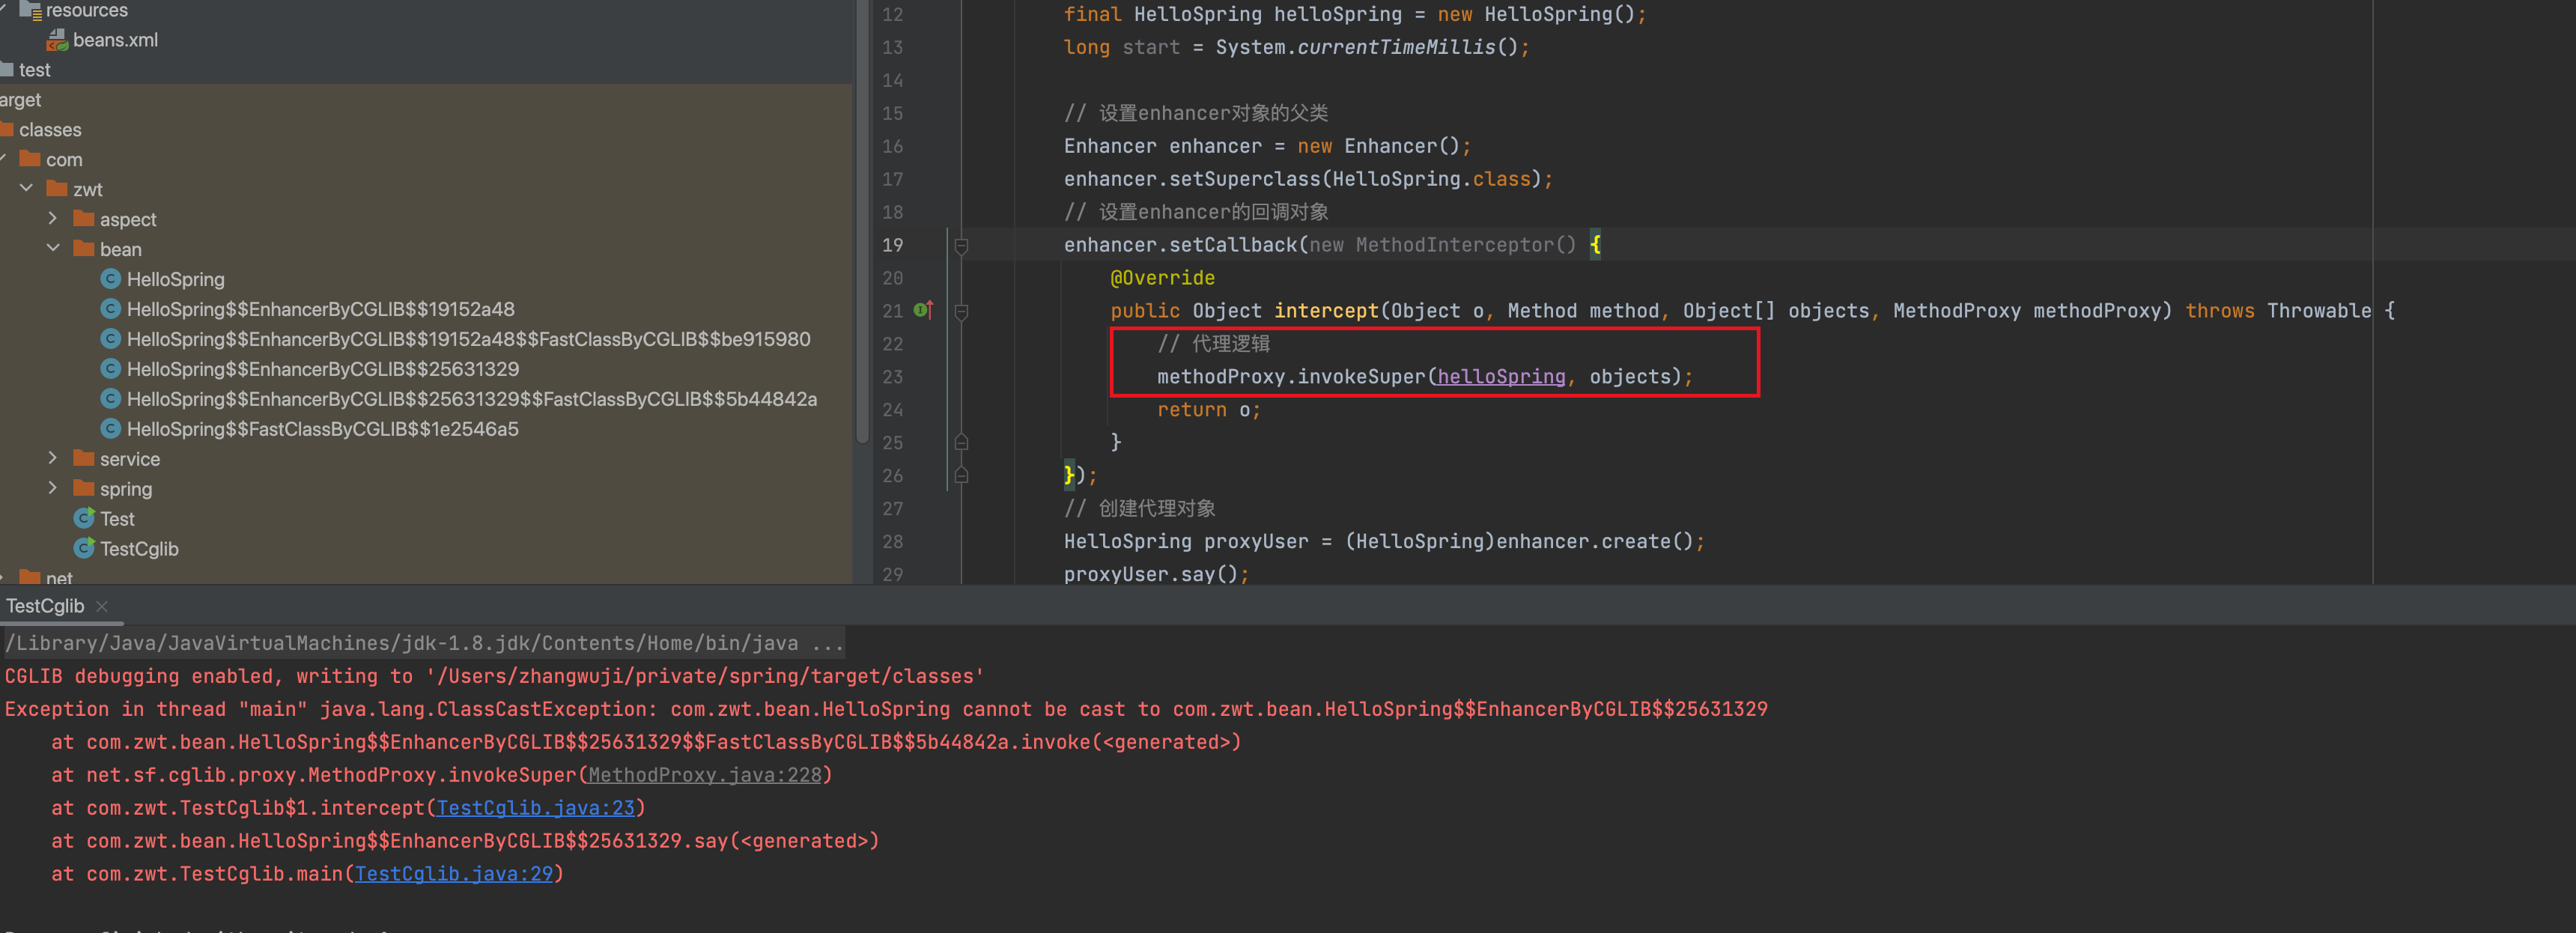 resources
beans.xml
test
arget
classes
com
zwt
aspect
bean
HelloSpring
HelloSpring$$EnhancerByCGLIB$$19152a48
HelloSpring$$EnhancerByCGLIB$$19152a48$$FastClassByCGLIB$$be915980
HelloSpring$$EnhancerByCGLIB$$25631329
HelloSpring$$EnhancerByCGLIB$$25631329$$FastClassByCGLIB$$5b44842a
HelloSpring$$FastClassByCGLIB$$1e2546a5
service
spring
Test
TestCglib
net
12 final HelloSpring helloSpring = new HelloSpring();
13 long start = System.currentTimeMillis();
14
15 // 设置enhancer对象的父类
16 Enhancer enhancer = new Enhancer();
17 enhancer.setSuperclass(HelloSpring.class);
18 // 设置enhancer的回调对象
19 enhancer.setCallback(new MethodInterceptor() {
20 @Override
21 public Object intercept(Object o, Method method, Object[] objects, MethodProxy methodProxy) throws Throwable {
22 // 代理逻辑
23 methodProxy.invokeSuper(helloSpring, objects);
24 return o;
25 }
26 });
27 // 创建代理对象
28 HelloSpring proxyUser = (HelloSpring)enhancer.create();
29 proxyUser.say();
TestCglib
/Library/Java/JavaVirtualMachines/jdk-1.8.jdk/Contents/Home/bin/java ...
CGLIB debugging enabled, writing to '/Users/zhangwuji/private/spring/target/classes'
Exception in thread "main" java.lang.ClassCastException: com.zwt.bean.HelloSpring cannot be cast to com.zwt.bean.HelloSpring$$EnhancerByCGLIB$$25631329
at com.zwt.bean.HelloSpring$$EnhancerByCGLIB$$25631329$$FastClassByCGLIB$$5b44842a.invoke(<generated>)
at net.sf.cglib.proxy.MethodProxy.invokeSuper(MethodProxy.java:228)
at com.zwt.TestCglib$1.intercept(TestCglib.java:23)
at com.zwt.bean.HelloSpring$$EnhancerByCGLIB$$25631329.say(<generated>)
at com.zwt.TestCglib.main(TestCglib.java:29)